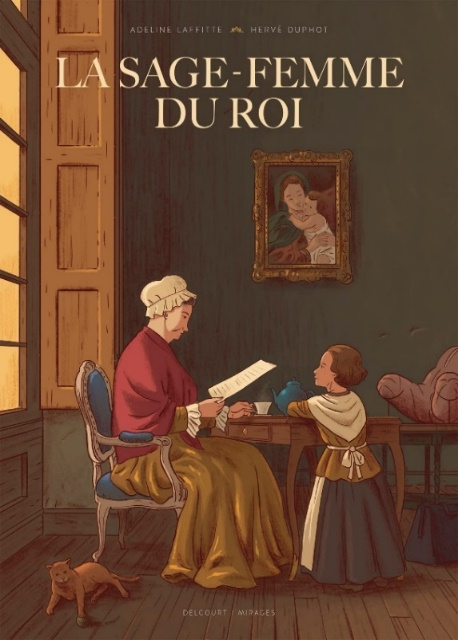 ADELINE LAFFITTE HERVÉ DUPHOT
LA SAGE-FEMME
DU ROI
DELCOURT / MIRAGES